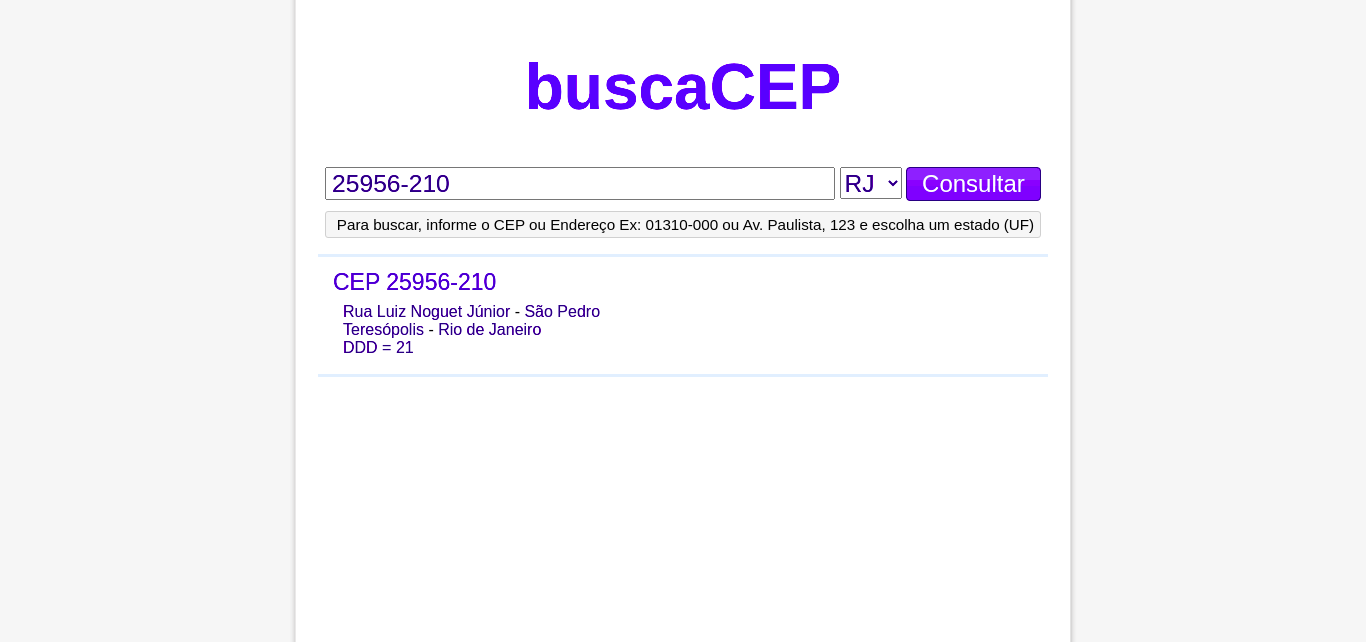 buscaCEP
25956-210 RJ Consultar
Para buscar, informe o CEP ou Endereço Ex: 01310-000 ou Av. Paulista, 123 e escolha um estado (UF)
CEP 25956-210
Rua Luiz Noguet Júnior - São Pedro
Teresópolis - Rio de Janeiro
DDD = 21